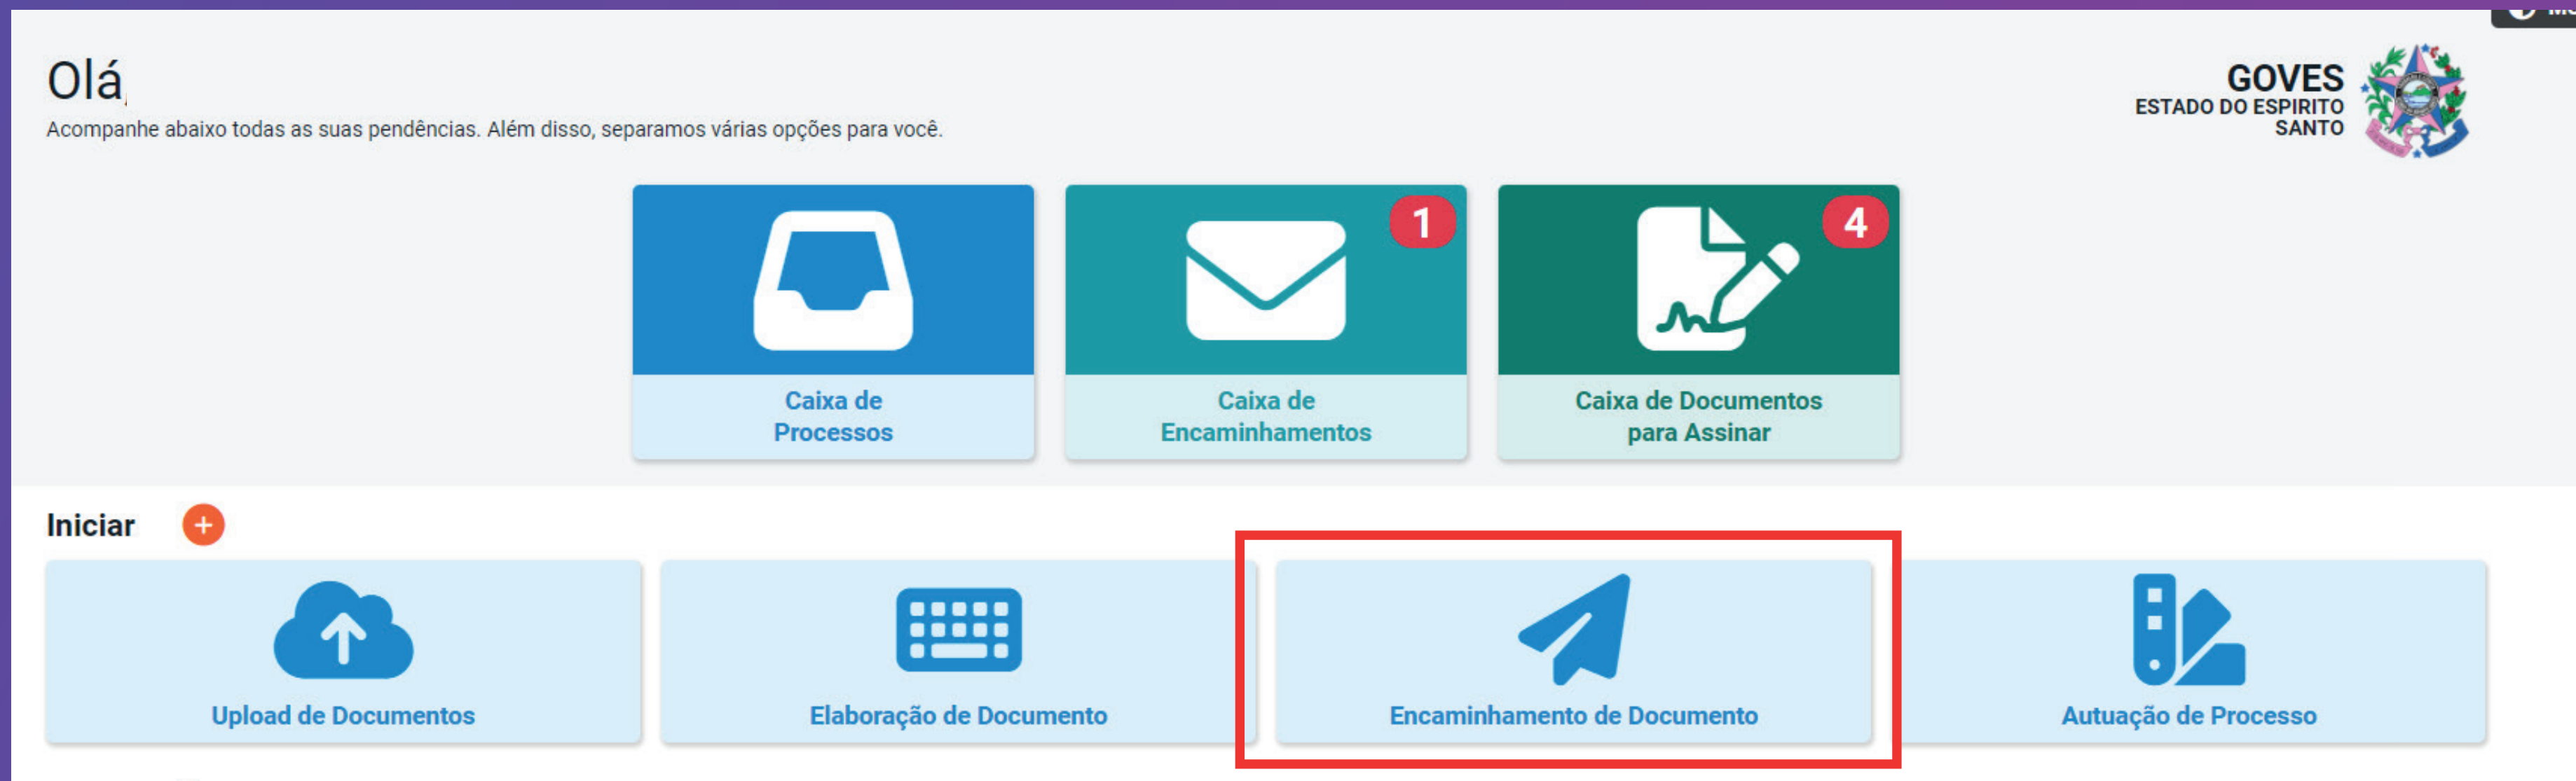 Olá,
Acompanhe abaixo todas as suas pendências. Além disso, separamos várias opções para você.
GOVES
ESTADO DO ESPIRITO
SANTO
1
4
Caixa de
Processos
Caixa de
Encaminhamentos
Caixa de Documentos
para Assinar
Iniciar
Upload de Documentos
Elaboração de Documento
Encaminhamento de Documento
Autuação de Processo